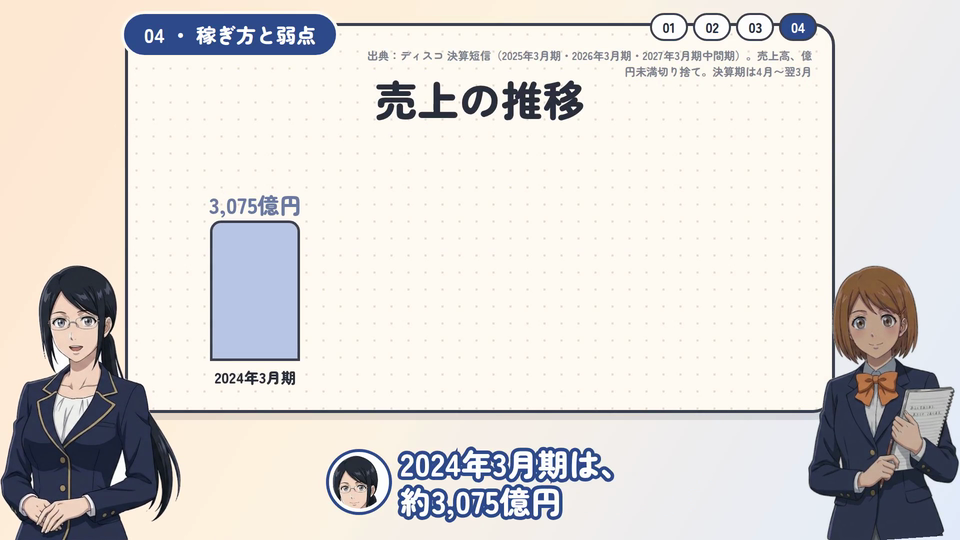 04 ・ 稼ぎ方と弱点
01 02 03 04
出典：ディスコ 決算短信（2025年3月期・2026年3月期・2027年3月期中間期）。売上高、億
円未満切り捨て。決算期は4月〜翌3月
売上の推移
3,075億円
2024年3月期
2024年3月期は、
約3,075億円